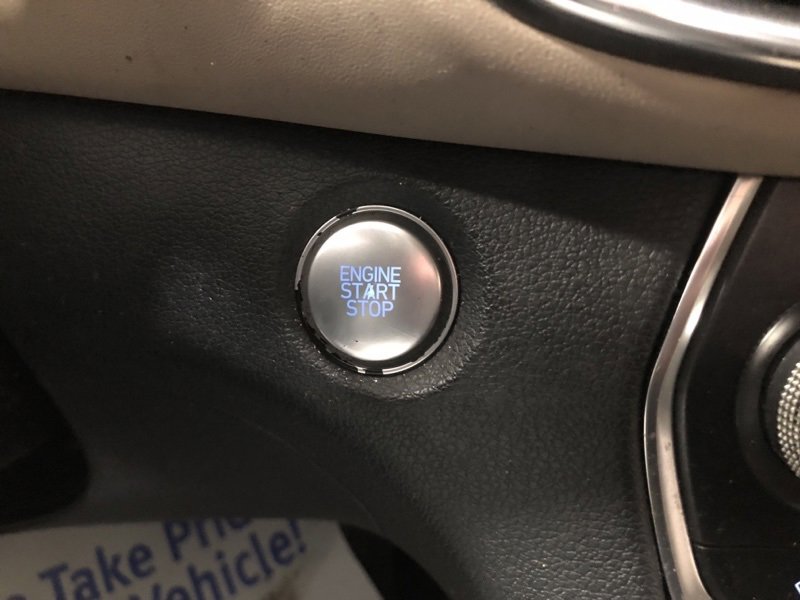 ENGINE
START
STOP
Take
Vehicle!